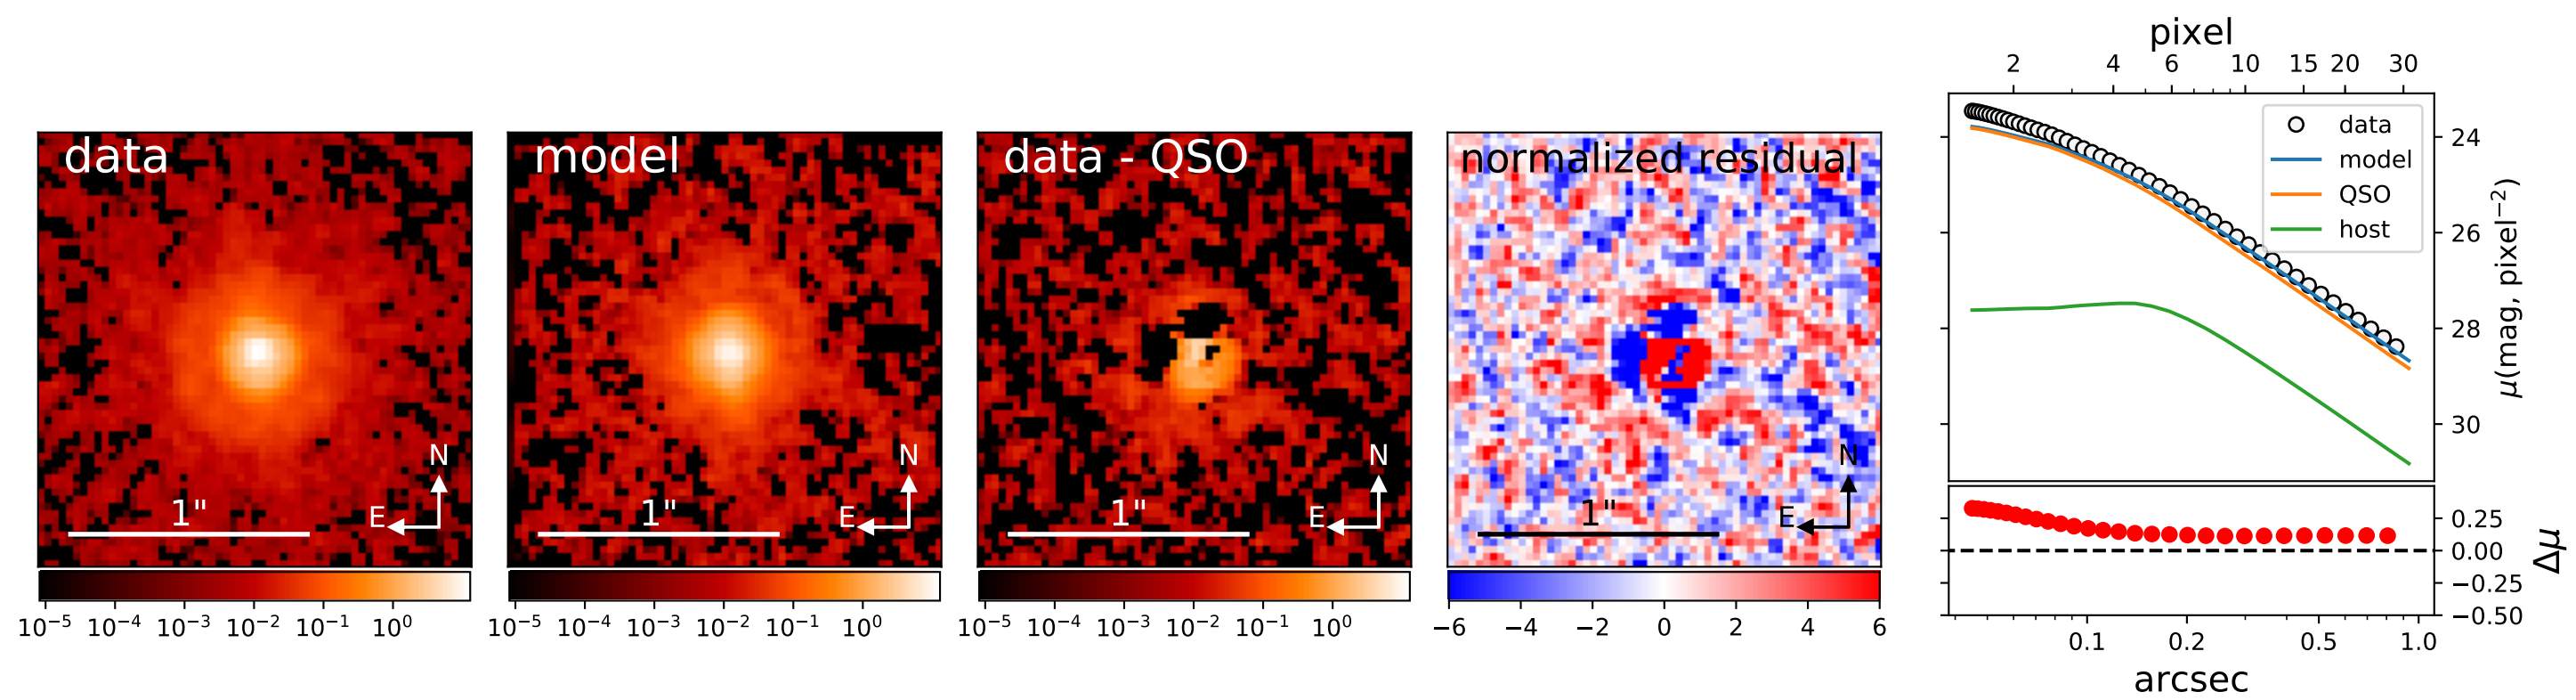 data
N
E
1"
10⁻⁵ 10⁻⁴ 10⁻³ 10⁻² 10⁻¹ 10⁰
model
N
E
1"
10⁻⁵ 10⁻⁴ 10⁻³ 10⁻² 10⁻¹ 10⁰
data - QSO
N
E
1"
10⁻⁵ 10⁻⁴ 10⁻³ 10⁻² 10⁻¹ 10⁰
normalized residual
N
E
1"
−6 −4 −2 0 2 4 6
pixel
2 4 6 10 15 20 30
data
model
QSO
host
24
26
28
30
μ(mag, pixel⁻²)
0.25
0.00
−0.25
−0.50
Δμ
0.1 0.2 0.5 1.0
arcsec